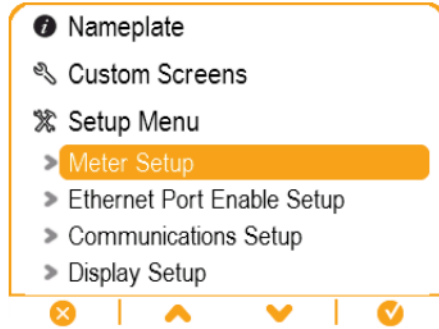 Nameplate
Custom Screens
Setup Menu
Meter Setup
Ethernet Port Enable Setup
Communications Setup
Display Setup